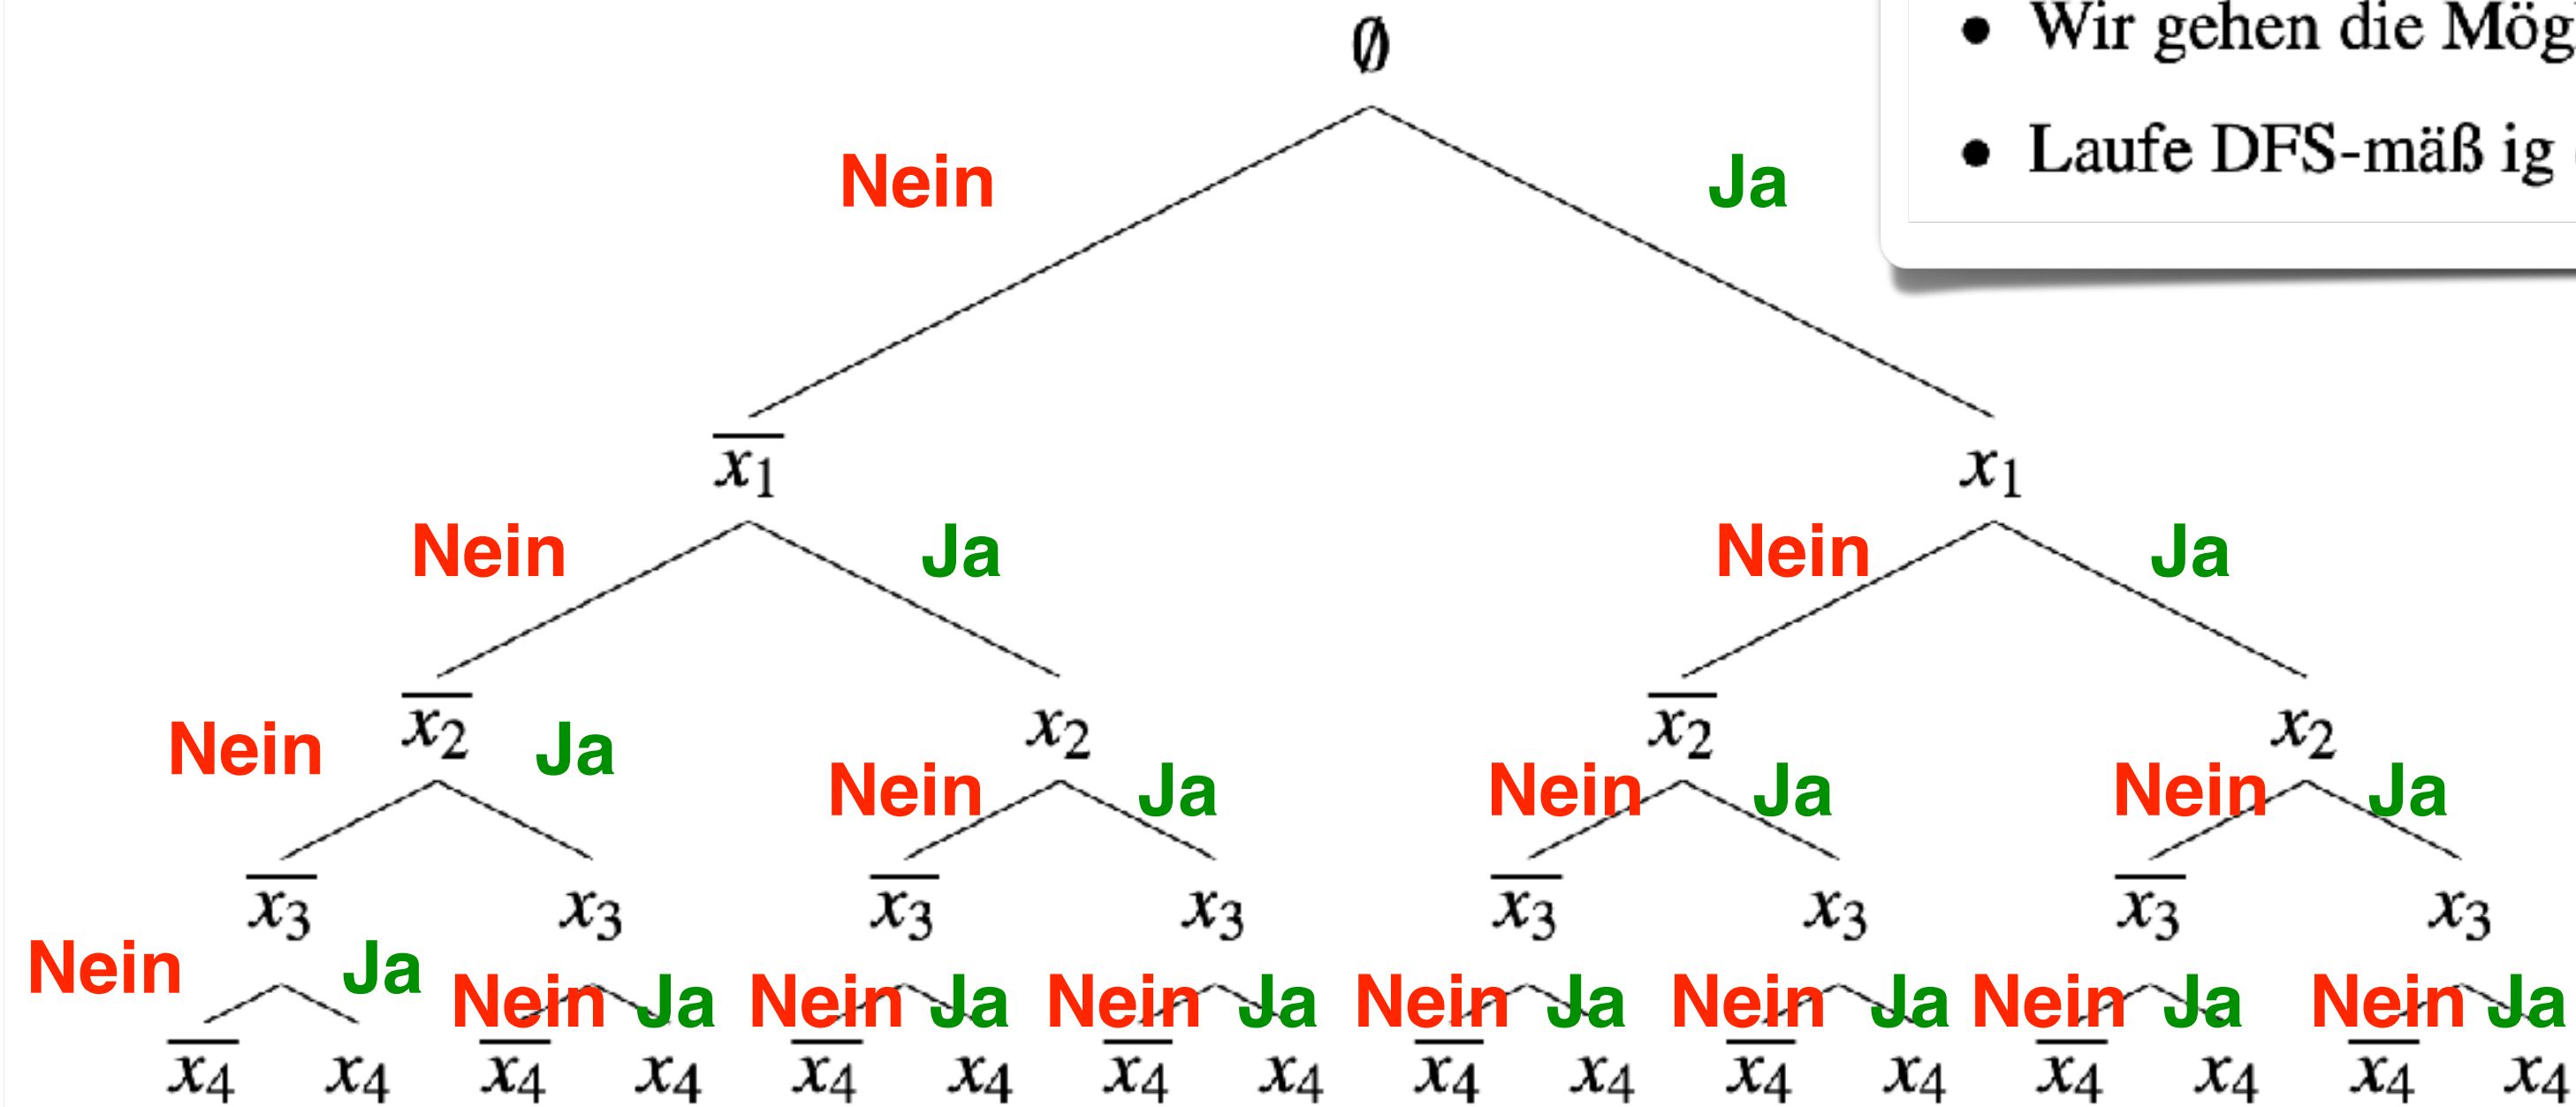 ∅
• Wir gehen die
• Laufe DFS-mäß ig
Nein Ja
x̅₁ x₁
Nein Ja Nein Ja
x̅₂ x₂ x̅₂ x₂
Nein Ja Nein Ja Nein Ja Nein Ja
x̅₃ x₃ x̅₃ x₃ x̅₃ x₃ x̅₃ x₃
Nein Ja Nein Ja Nein Ja Nein Ja Nein Ja Nein Ja Nein Ja Nein Ja
x̅₄ x₄ x̅₄ x₄ x̅₄ x₄ x̅₄ x₄ x̅₄ x₄ x̅₄ x₄ x̅₄ x₄ x̅₄ x₄